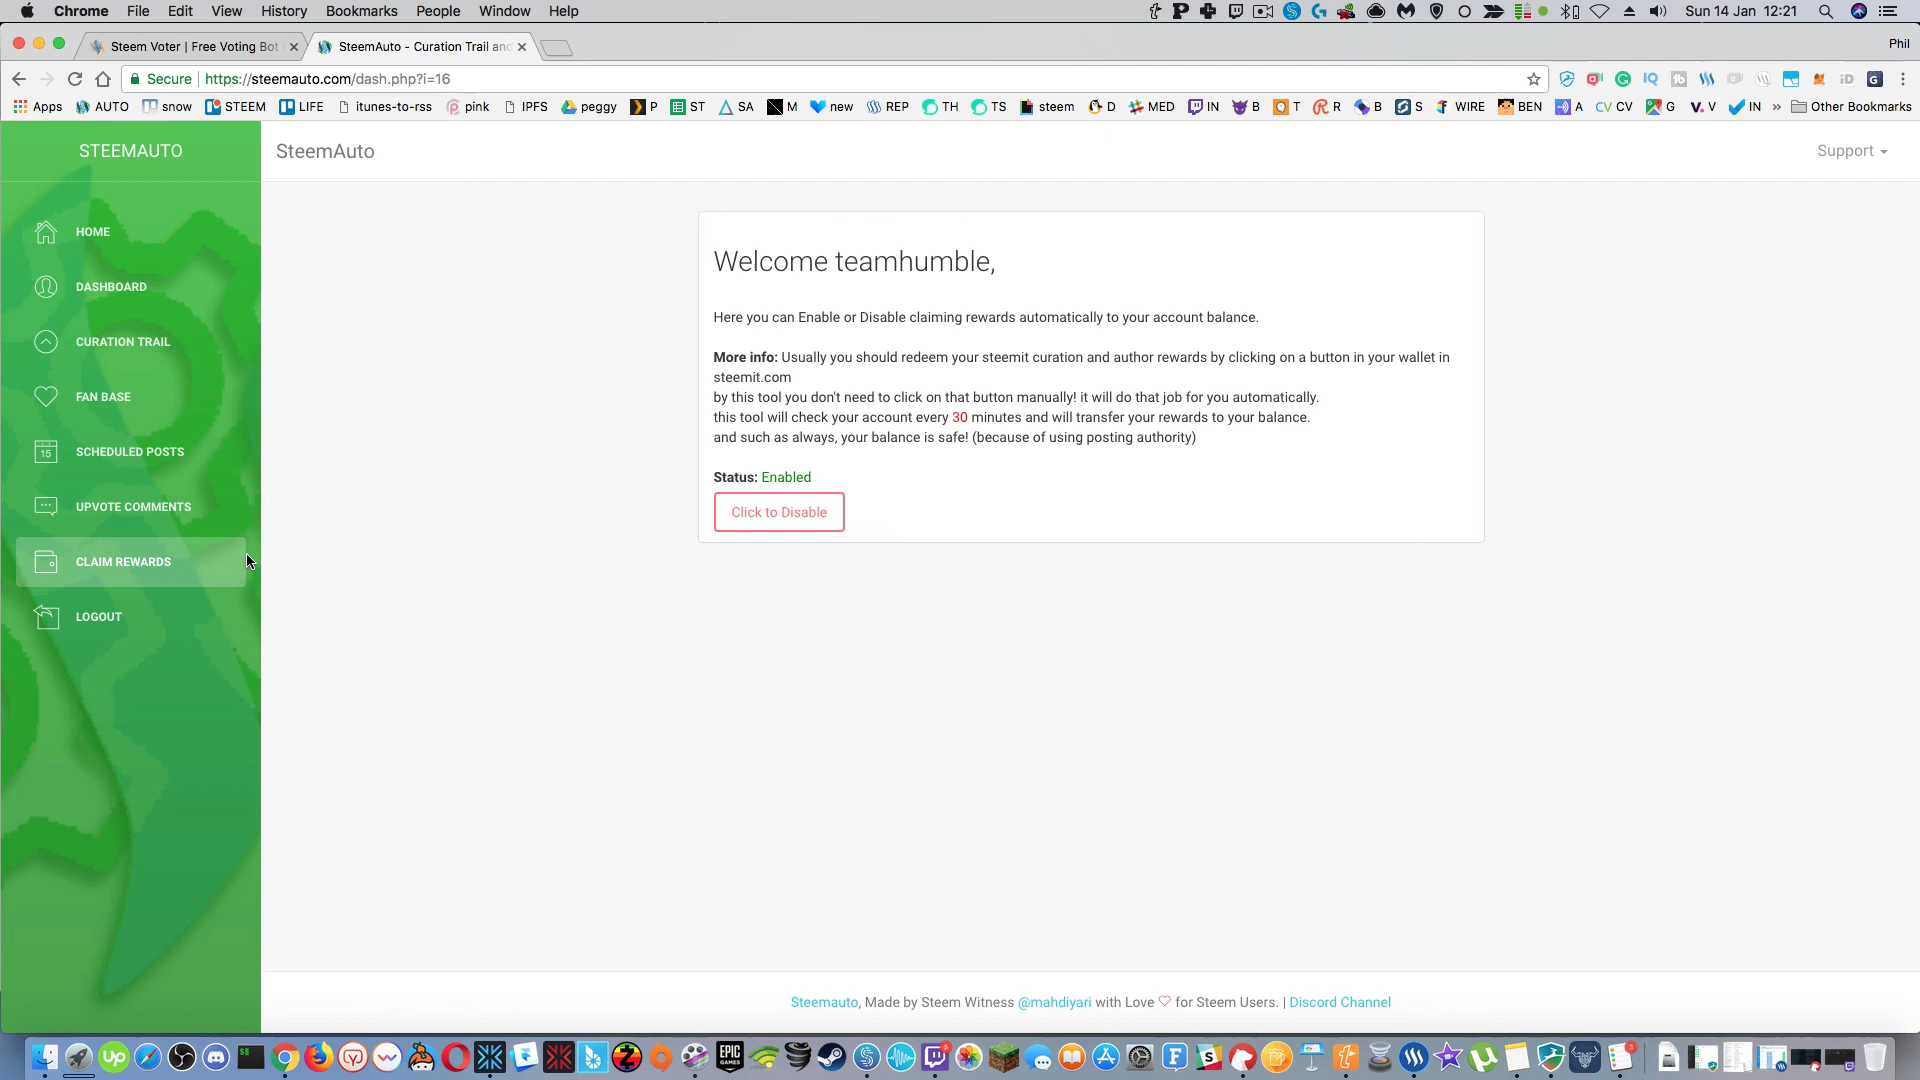 Chrome File Edit View History Bookmarks People Window Help Sun 14 Jan 12:21
Steem Voter | Free Voting Bot SteemAuto - Curation Trail and Phil
Secure https://steemauto.com/dash.php?i=16
Apps AUTO snow STEEM LIFE itunes-to-rss pink IPFS peggy P ST SA M new REP TH TS steem D MED IN B T R B S WIRE BEN A CV G V IN » Other Bookmarks
STEEMAUTO
SteemAuto
Support
HOME
DASHBOARD
CURATION TRAIL
FAN BASE
15 SCHEDULED POSTS
UPVOTE COMMENTS
CLAIM REWARDS
LOGOUT
Welcome teamhumble,
Here you can Enable or Disable claiming rewards automatically to your account balance.
More info: Usually you should redeem your steemit curation and author rewards by clicking on a button in your wallet in
steemit.com
by this tool you don't need to click on that button manually! it will do that job for you automatically.
this tool will check your account every 30 minutes and will transfer your rewards to your balance.
and such as always, your balance is safe! (because of using posting authority)
Status: Enabled
Click to Disable
Steemauto, Made by Steem Witness @mahdiyari with Love ♡ for Steem Users. | Discord Channel
Up EPIC GAMES